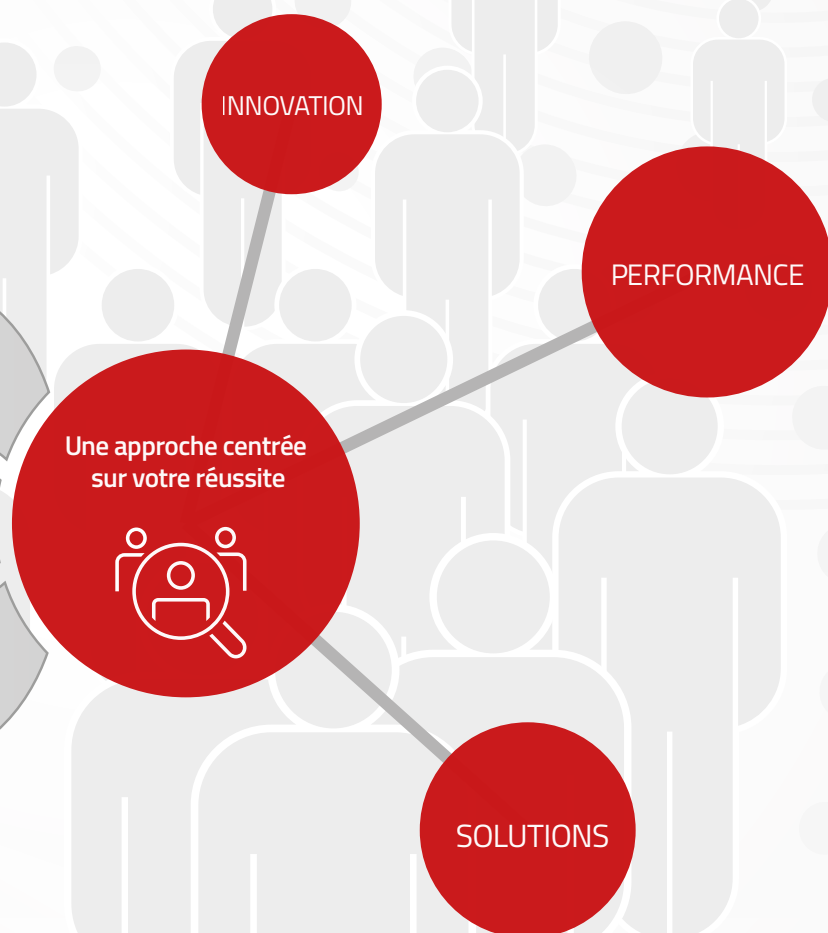 INNOVATION
PERFORMANCE
Une approche centrée
sur votre réussite
SOLUTIONS